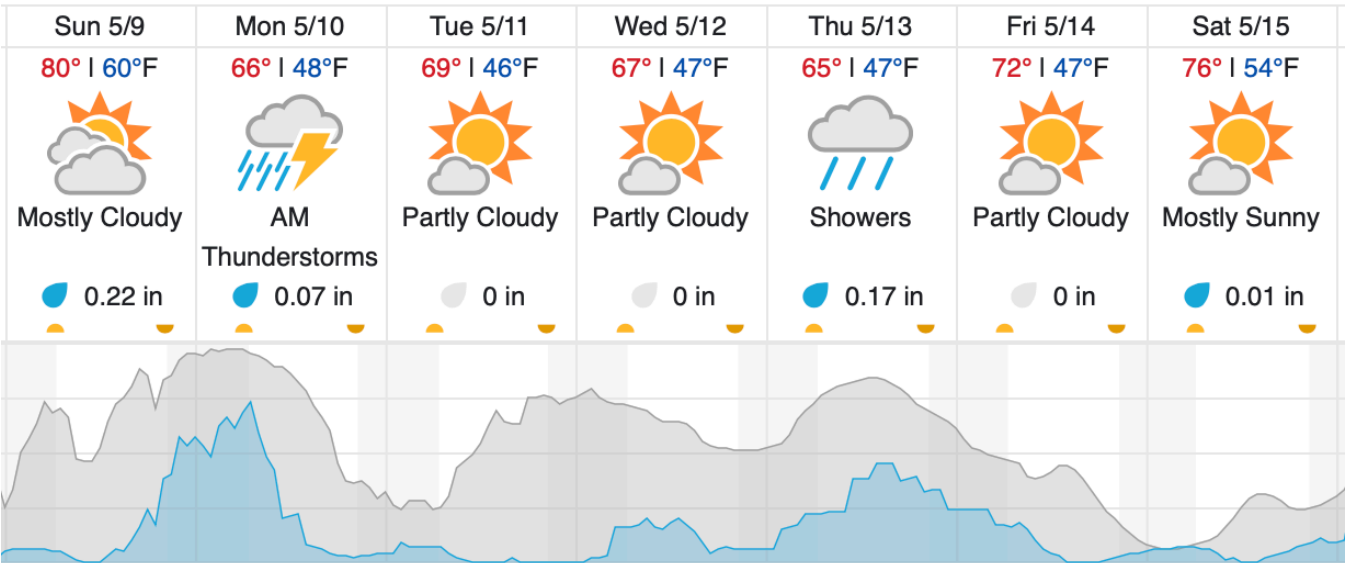 Sun 5/9
Mon 5/10
Tue 5/11
Wed 5/12
Thu 5/13
Fri 5/14
Sat 5/15
80° | 60°F
66° | 48°F
69° | 46°F
67° | 47°F
65° | 47°F
72° | 47°F
76° | 54°F
Mostly Cloudy
AM
Thunderstorms
Partly Cloudy
Partly Cloudy
Showers
Partly Cloudy
Mostly Sunny
0.22 in
0.07 in
0 in
0 in
0.17 in
0 in
0.01 in